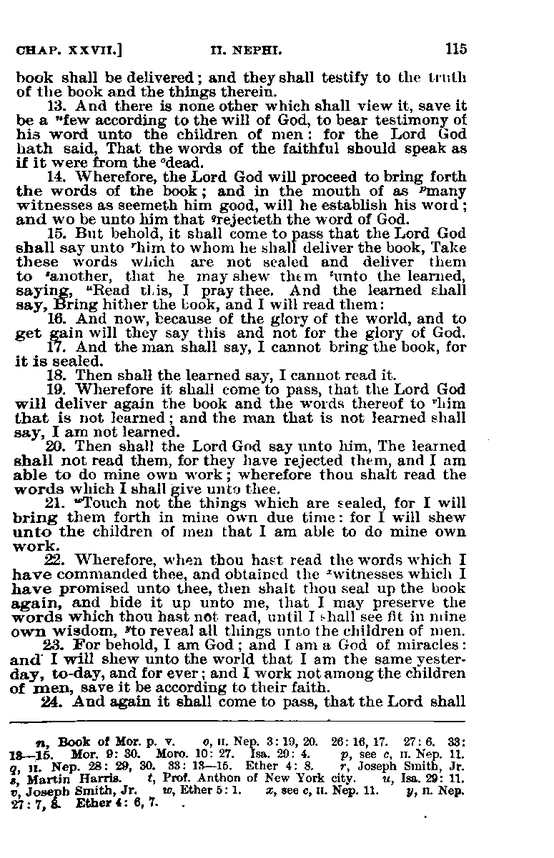 CHAP. XXVII.] II. NEPHI. 115
book shall be delivered; and they shall testify to the truth
of the book and the things therein.
13. And there is none other which shall view it, save it
be a ⁿfew according to the will of God, to bear testimony of
his word unto the children of men: for the Lord God
hath said, That the words of the faithful should speak as
if it were from the ᵒdead.
14. Wherefore, the Lord God will proceed to bring forth
the words of the book; and in the mouth of as ᵖmany
witnesses as seemeth him good, will he establish his word;
and wo be unto him that ᑫrejecteth the word of God.
15. But behold, it shall come to pass that the Lord God
shall say unto ʳhim to whom he shall deliver the book, Take
these words which are not sealed and deliver them
to ˢanother, that he may shew them ᵗunto the learned,
saying, ᵘRead this, I pray thee. And the learned shall
say, Bring hither the book, and I will read them:
16. And now, because of the glory of the world, and to
get gain will they say this and not for the glory of God.
17. And the man shall say, I cannot bring the book, for
it is sealed.
18. Then shall the learned say, I cannot read it.
19. Wherefore it shall come to pass, that the Lord God
will deliver again the book and the words thereof to ᵛhim
that is not learned; and the man that is not learned shall
say, I am not learned.
20. Then shall the Lord God say unto him, The learned
shall not read them, for they have rejected them, and I am
able to do mine own work; wherefore thou shalt read the
words which I shall give unto thee.
21. ʷTouch not the things which are sealed, for I will
bring them forth in mine own due time: for I will shew
unto the children of men that I am able to do mine own
work.
22. Wherefore, when thou hast read the words which I
have commanded thee, and obtained the ˣwitnesses which I
have promised unto thee, then shalt thou seal up the book
again, and hide it up unto me, that I may preserve the
words which thou hast not read, until I shall see fit in mine
own wisdom, ʸto reveal all things unto the children of men.
23. For behold, I am God; and I am a God of miracles:
and I will shew unto the world that I am the same yester-
day, to-day, and for ever; and I work not among the children
of men, save it be according to their faith.
24. And again it shall come to pass, that the Lord shall
n, Book of Mor. p. v. o, II. Nep. 3: 19, 20. 26: 16, 17. 27: 6. 33:
13—15. Mor. 9: 30. Moro. 10: 27. Isa. 29: 4. p, see c, II. Nep. 11.
q, II. Nep. 28: 29, 30. 33: 13—15. Ether 4: 8. r, Joseph Smith, Jr.
s, Martin Harris. t, Prof. Anthon of New York city. u, Isa. 29: 11.
v, Joseph Smith, Jr. w, Ether 5: 1. x, see c, II. Nep. 11. y, II. Nep.
27: 7, 8. Ether 4: 6, 7.